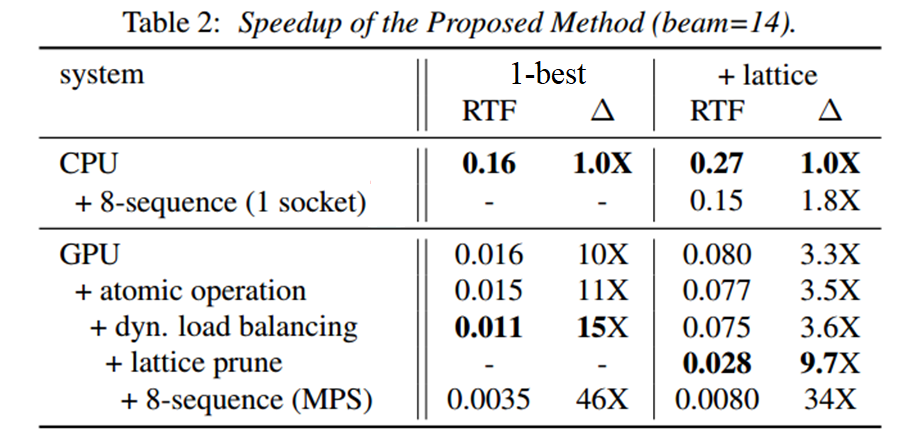 Table 2: Speedup of the Proposed Method (beam=14).
system 1-best + lattice
RTF Δ RTF Δ
CPU 0.16 1.0X 0.27 1.0X
+ 8-sequence (1 socket) - - 0.15 1.8X
GPU 0.016 10X 0.080 3.3X
+ atomic operation 0.015 11X 0.077 3.5X
+ dyn. load balancing 0.011 15X 0.075 3.6X
+ lattice prune - - 0.028 9.7X
+ 8-sequence (MPS) 0.0035 46X 0.0080 34X